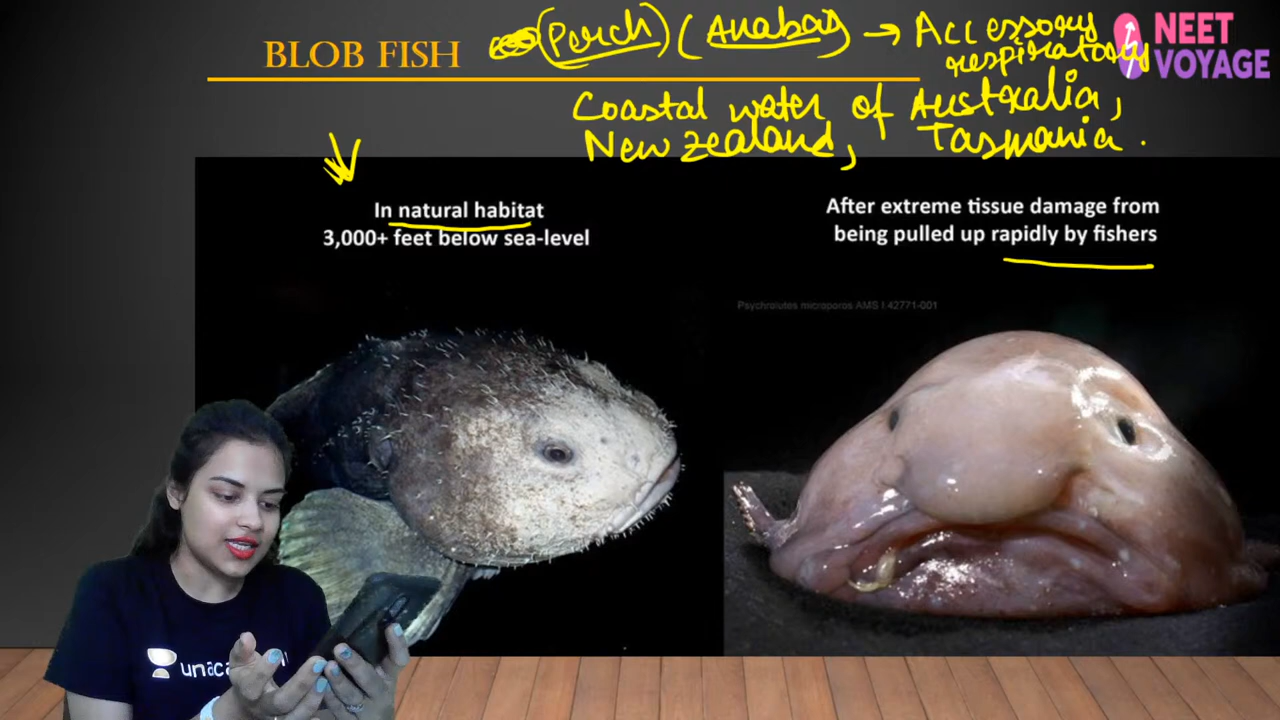 BLOB FISH
(Perch) (Anabas) → Accessory
respiratory
NEET
VOYAGE
Coastal water of Australia,
New zealand, Tasmania.
In natural habitat
3,000+ feet below sea-level
After extreme tissue damage from
being pulled up rapidly by fishers
Psychrolutes microporos AMS I.42771-001
unaca